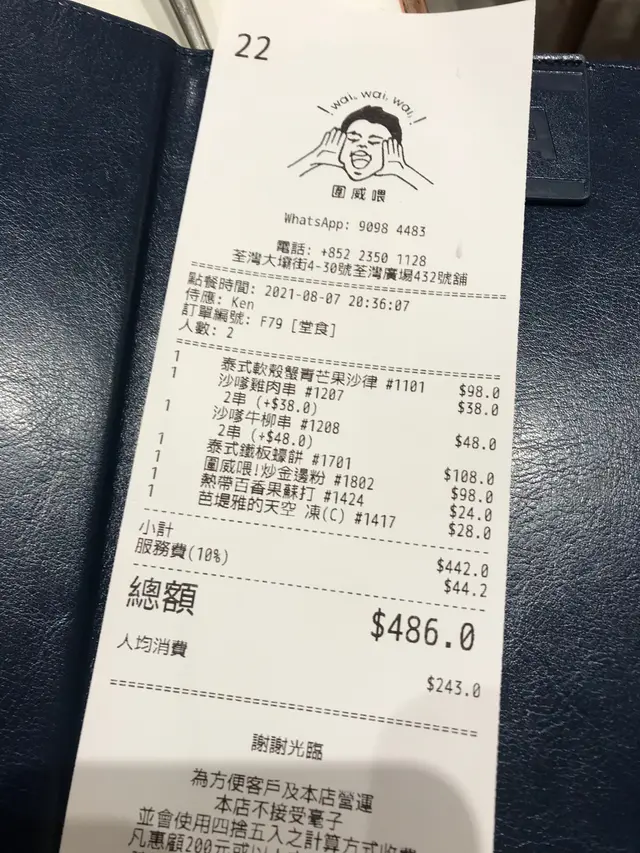 22
wai, wai, wai,
圍威喂
WhatsApp: 9098 4483
電話: +852 2350 1128
荃灣大壩街4-30號荃灣廣場432號舖
點餐時間: 2021-08-07 20:36:07
侍應: Ken
訂單編號: F79 [堂食]
人數: 2
1 泰式軟殼蟹青芒果沙律 #1101 $98.0
1 沙嗲雞肉串 #1207 $38.0
2串 (+$38.0)
1 沙嗲牛柳串 #1208 $48.0
2串 (+$48.0)
1 泰式鐵板蠔餅 #1701 $108.0
1 圍威喂!炒金邊粉 #1802 $98.0
1 熱帶百香果蘇打 #1424 $24.0
1 芭堤雅的天空 凍(C) #1417 $28.0
小計 $442.0
服務費(10%) $44.2
總額 $486.0
人均消費 $243.0
謝謝光臨
為方便客戶及本店營運
本店不接受毫子
並會使用四捨五入之計算方式收費
凡惠顧200元或以